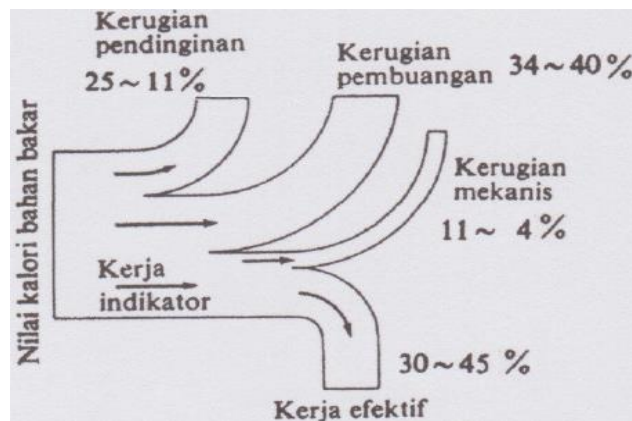 Kerugian
pendinginan
25 ~ 11%
Kerugian
pembuangan
34 ~ 40%
Kerugian
mekanis
11 ~ 4%
Nilai kalori bahan bakar
Kerja
indikator
30 ~ 45 %
Kerja efektif